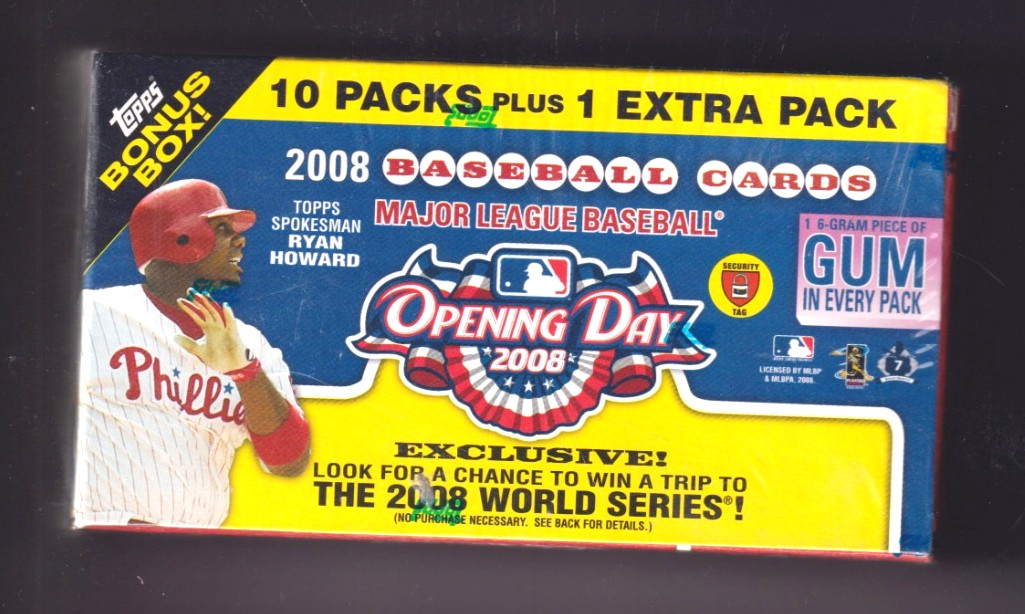 topps
BONUS
BOX!
10 PACKS PLUS 1 EXTRA PACK
2008 BASEBALL CARDS
MAJOR LEAGUE BASEBALL®
TOPPS
SPOKESMAN
RYAN
HOWARD
Phillie
OPENING DAY
2008
SECURITY
TAG
1 6-GRAM PIECE OF
GUM
IN EVERY PACK
LICENSED BY MLBP
& MLBPA, 2008.
7
EXCLUSIVE!
LOOK FOR A CHANCE TO WIN A TRIP TO
THE 2008 WORLD SERIES®!
(NO PURCHASE NECESSARY. SEE BACK FOR DETAILS.)